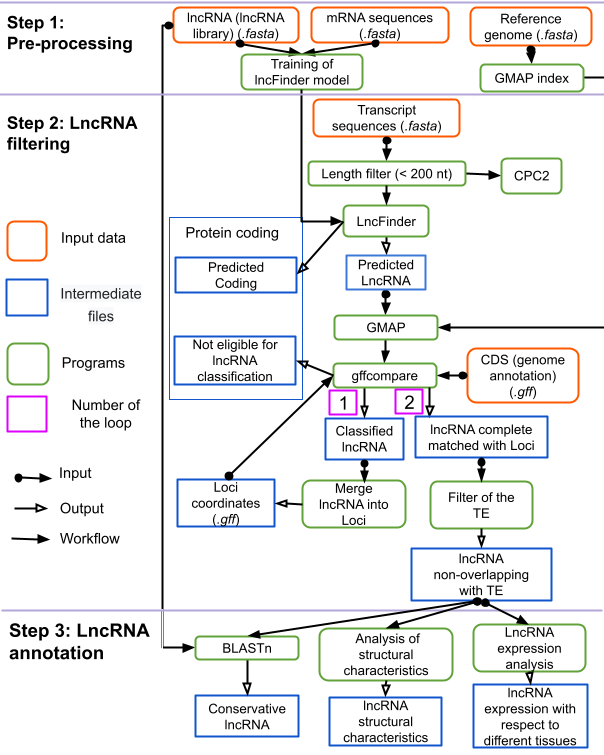 Step 1:
Pre-processing
lncRNA (lncRNA
library) (.fasta)
mRNA sequences
(.fasta)
Reference
genome (.fasta)
Training of
lncFinder model
GMAP index
Step 2: LncRNA
filtering
Transcript
sequences (.fasta)
Length filter (< 200 nt)
CPC2
LncFinder
Protein coding
Predicted
Coding
Predicted
LncRNA
Input data
Intermediate
files
Programs
Number of
the loop
Input
Output
Workflow
GMAP
Not eligible for
lncRNA
classification
gffcompare
CDS (genome
annotation)
(.gff)
1
2
Classified
lncRNA
lncRNA complete
matched with Loci
Loci
coordinates
(.gff)
Merge
lncRNA into
Loci
Filter of the
TE
lncRNA
non-overlapping
with TE
Step 3: LncRNA
annotation
BLASTn
Analysis of
structural
characteristics
LncRNA
expression
analysis
Conservative
lncRNA
lncRNA
structural
characteristics
lncRNA
expression with
respect to
different tissues